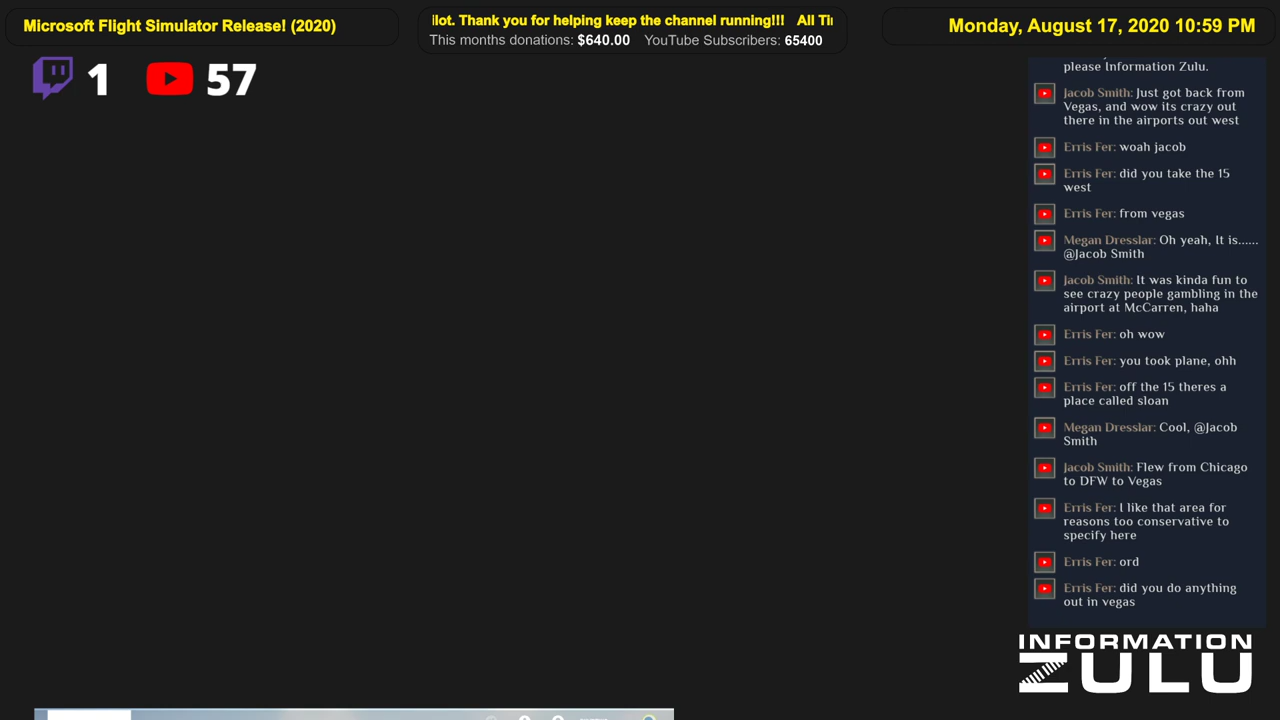 Microsoft Flight Simulator Release! (2020)
ilot. Thank you for helping keep the channel running!!! All Ti
This months donations: $640.00 YouTube Subscribers: 65400
Monday, August 17, 2020 10:59 PM
1 57
please Information Zulu.
Jacob Smith: Just got back from
Vegas, and wow its crazy out
there in the airports out west
Erris Fer: woah jacob
Erris Fer: did you take the 15
west
Erris Fer: from vegas
Megan Dresslar: Oh yeah, It is......
@Jacob Smith
Jacob Smith: It was kinda fun to
see crazy people gambling in the
airport at McCarren, haha
Erris Fer: oh wow
Erris Fer: you took plane, ohh
Erris Fer: off the 15 theres a
place called sloan
Megan Dresslar: Cool, @Jacob
Smith
Jacob Smith: Flew from Chicago
to DFW to Vegas
Erris Fer: I like that area for
reasons too conservative to
specify here
Erris Fer: ord
Erris Fer: did you do anything
out in vegas
INFORMATION
ZULU